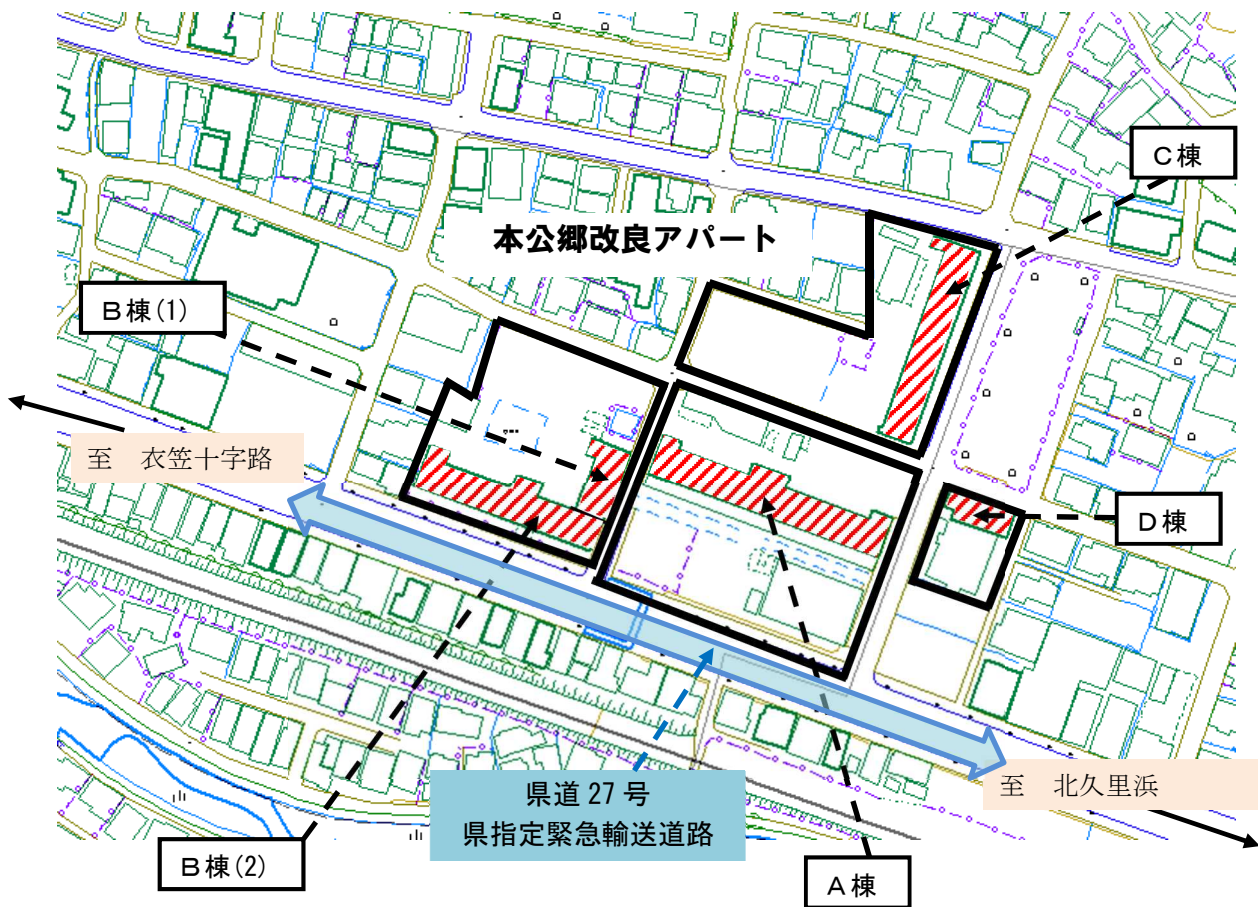 C棟
本公郷改良アパート
B棟(1)
至　衣笠十字路
D棟
県道27号
県指定緊急輸送道路
至　北久里浜
B棟(2)
A棟